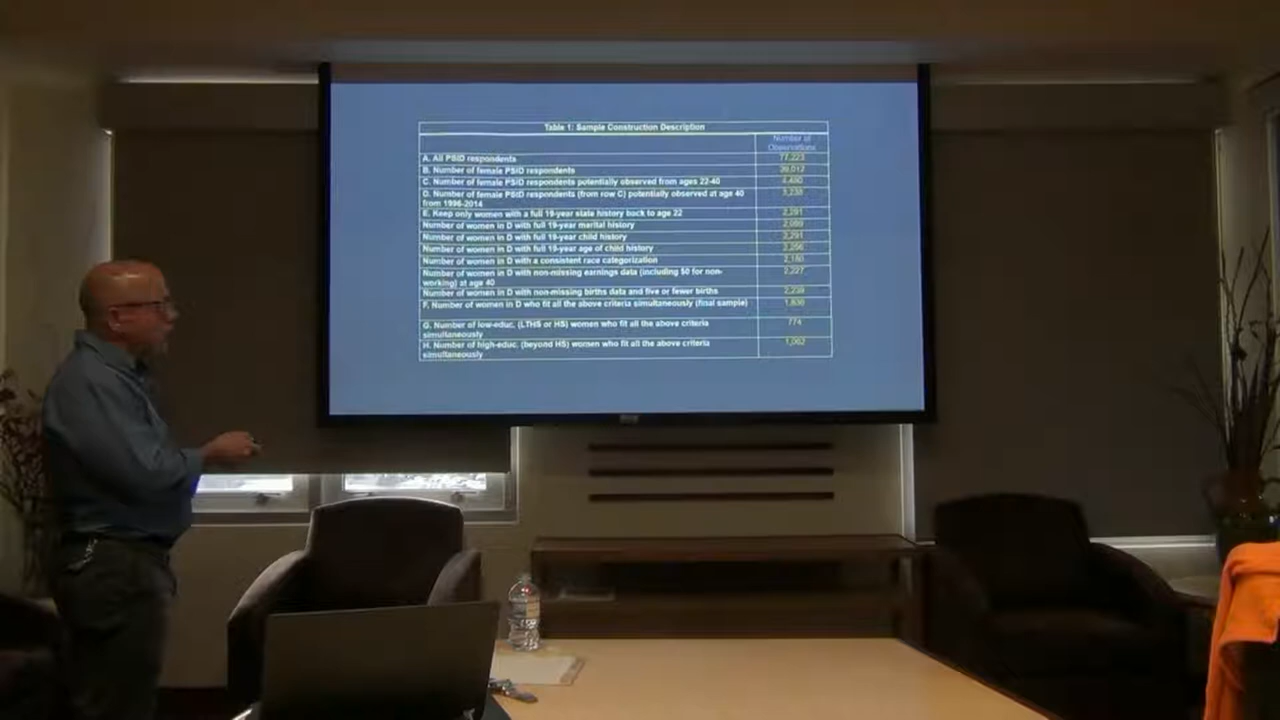 Table 1: Sample Construction Description
Number of
Observations
A. All PSID respondents 77,223
B. Number of female PSID respondents
C. Number of female PSID respondents potentially observed from ages 22-40
D. Number of female PSID respondents (from row C) potentially observed at age 40
from 1996-2014
E. Keep only women with a full 19-year state history back to age 22 2,291
Number of women in D with full 19-year marital history
Number of women in D with full 19-year child history 2,291
Number of women in D with full 19-year age of child history
Number of women in D with a consistent race categorization
Number of women in D with non-missing earnings data (including $0 for non- 2,227
working) at age 40
Number of women in D with non-missing births data and five or fewer births
F. Number of women in D who fit all the above criteria simultaneously (final sample)
G. Number of low-educ. (LTHS or HS) women who fit all the above criteria 774
simultaneously
H. Number of high-educ. (beyond HS) women who fit all the above criteria 1,062
simultaneously